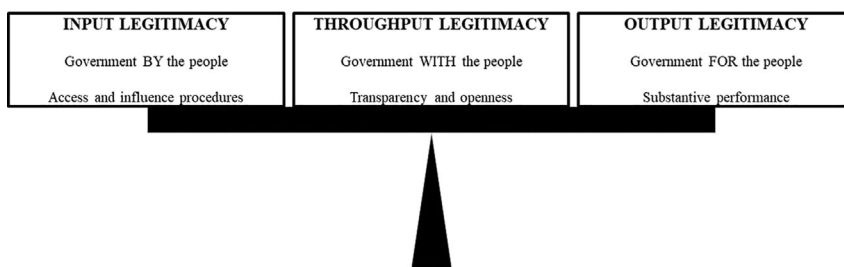 INPUT LEGITIMACY
Government BY the people
Access and influence procedures
THROUGHPUT LEGITIMACY
Government WITH the people
Transparency and openness
OUTPUT LEGITIMACY
Government FOR the people
Substantive performance